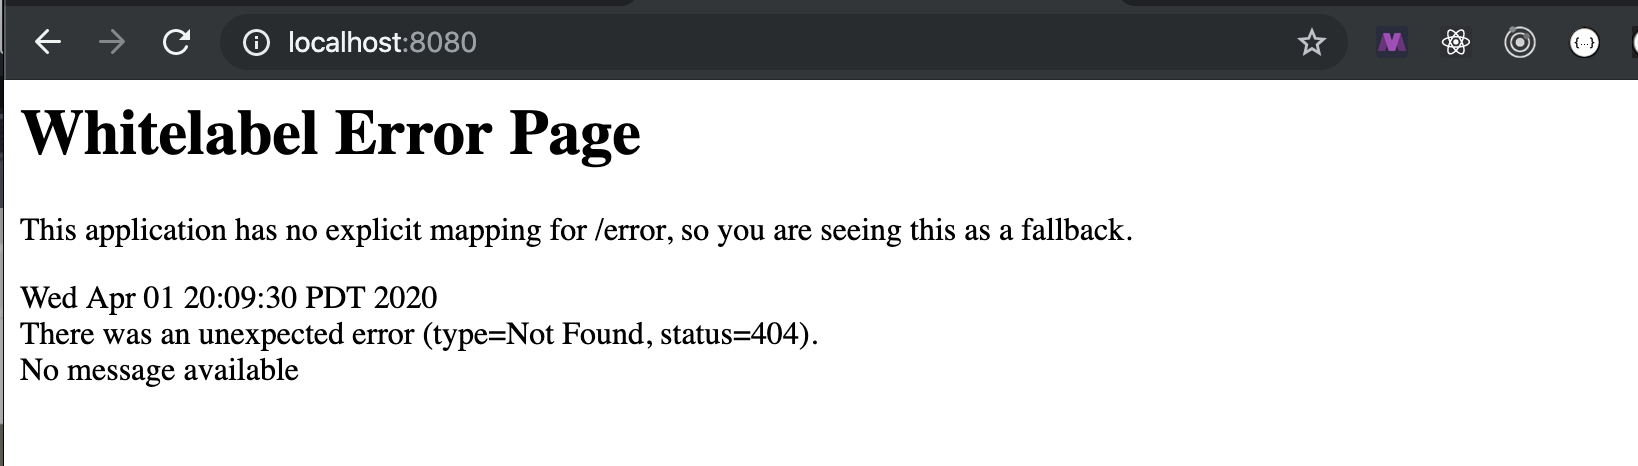 localhost:8080
{...}
Whitelabel Error Page
This application has no explicit mapping for /error, so you are seeing this as a fallback.
Wed Apr 01 20:09:30 PDT 2020
There was an unexpected error (type=Not Found, status=404).
No message available